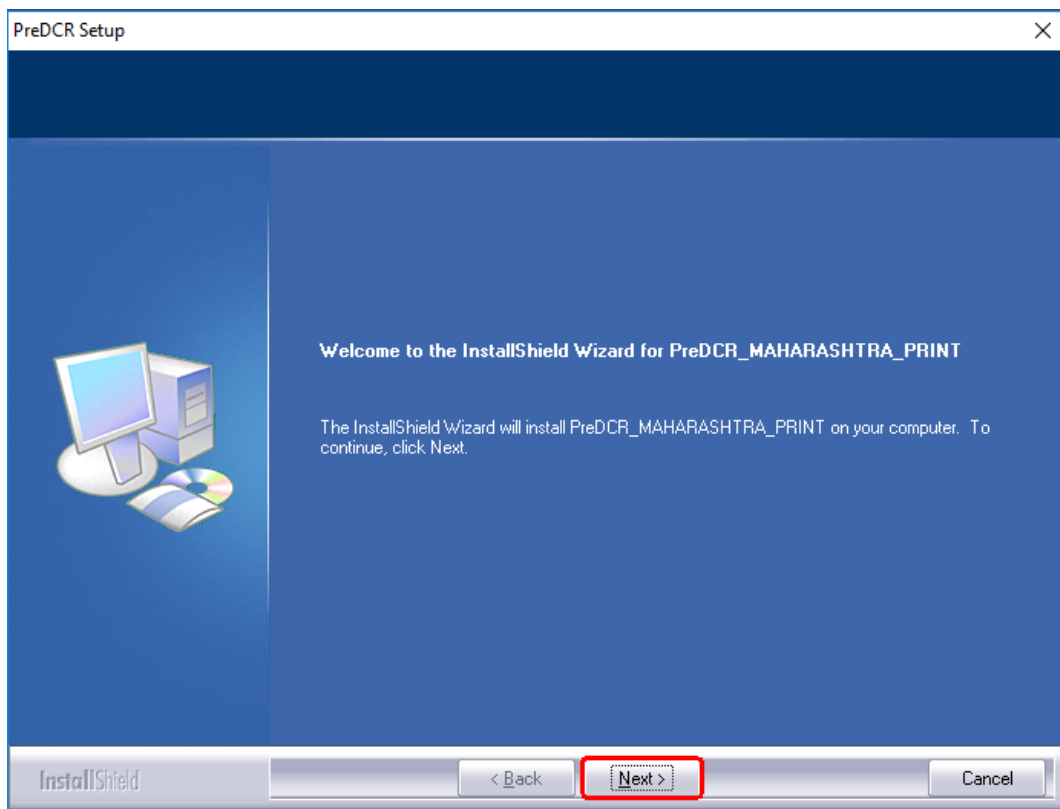 PreDCR Setup
Welcome to the InstallShield Wizard for PreDCR_MAHARASHTRA_PRINT
The InstallShield Wizard will install PreDCR_MAHARASHTRA_PRINT on your computer. To
continue, click Next.
InstallShield
< Back
Next >
Cancel